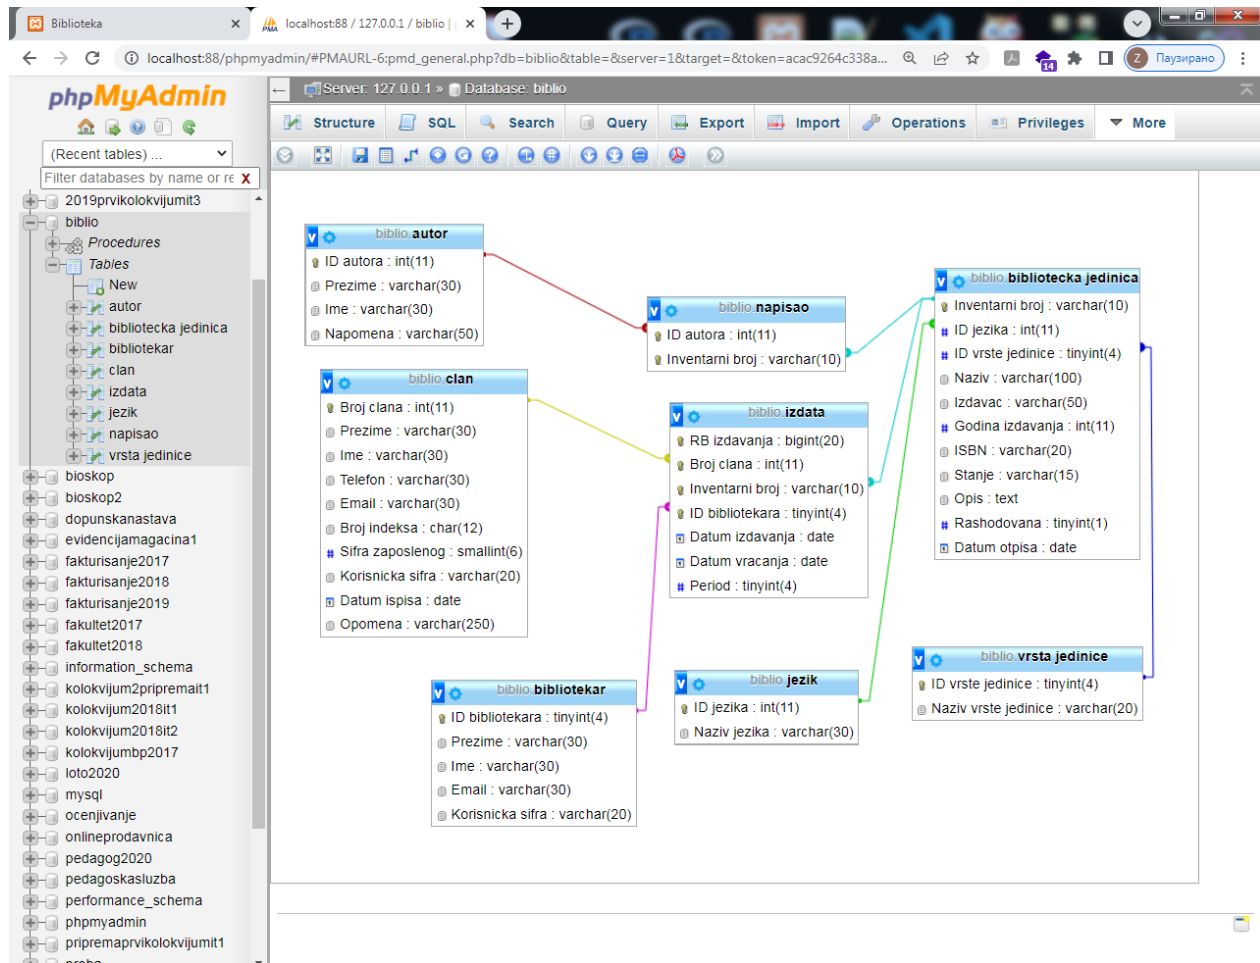 Biblioteka
localhost:88 / 127.0.0.1 / biblio |
localhost:88/phpmyadmin/#PMAURL-6:pmd_general.php?db=biblio&table=&server=1&target=&token=acac9264c338a...
14
Z Паузирано
phpMyAdmin
(Recent tables) ...
Filter databases by name or re X
2019prvikolokvijumit3
biblio
Procedures
Tables
New
autor
bibliotecka jedinica
bibliotekar
clan
izdata
jezik
napisao
vrsta jedinice
bioskop
bioskop2
dopunskanastava
evidencijamagacina1
fakturisanje2017
fakturisanje2018
fakturisanje2019
fakultet2017
fakultet2018
information_schema
kolokvijum2pripremait1
kolokvijum2018it1
kolokvijum2018it2
kolokvijumbp2017
loto2020
mysql
ocenjivanje
onlineprodavnica
pedagog2020
pedagoskasluzba
performance_schema
phpmyadmin
pripremaprvikolokvijumit1
Server: 127.0.0.1 » Database: biblio
Structure SQL Search Query Export Import Operations Privileges More
biblio.autor
ID autora : int(11)
Prezime : varchar(30)
Ime : varchar(30)
Napomena : varchar(50)
biblio.clan
Broj clana : int(11)
Prezime : varchar(30)
Ime : varchar(30)
Telefon : varchar(30)
Email : varchar(30)
Broj indeksa : char(12)
# Sifra zaposlenog : smallint(6)
Korisnicka sifra : varchar(20)
Datum ispisa : date
Opomena : varchar(250)
biblio.bibliotekar
ID bibliotekara : tinyint(4)
Prezime : varchar(30)
Ime : varchar(30)
Email : varchar(30)
Korisnicka sifra : varchar(20)
biblio.napisao
ID autora : int(11)
Inventarni broj : varchar(10)
biblio.izdata
RB izdavanja : bigint(20)
Broj clana : int(11)
Inventarni broj : varchar(10)
ID bibliotekara : tinyint(4)
Datum izdavanja : date
Datum vracanja : date
# Period : tinyint(4)
biblio.jezik
ID jezika : int(11)
Naziv jezika : varchar(30)
biblio.bibliotecka jedinica
Inventarni broj : varchar(10)
# ID jezika : int(11)
# ID vrste jedinice : tinyint(4)
Naziv : varchar(100)
Izdavac : varchar(50)
# Godina izdavanja : int(11)
ISBN : varchar(20)
Stanje : varchar(15)
Opis : text
# Rashodovana : tinyint(1)
Datum otpisa : date
biblio.vrsta jedinice
ID vrste jedinice : tinyint(4)
Naziv vrste jedinice : varchar(20)